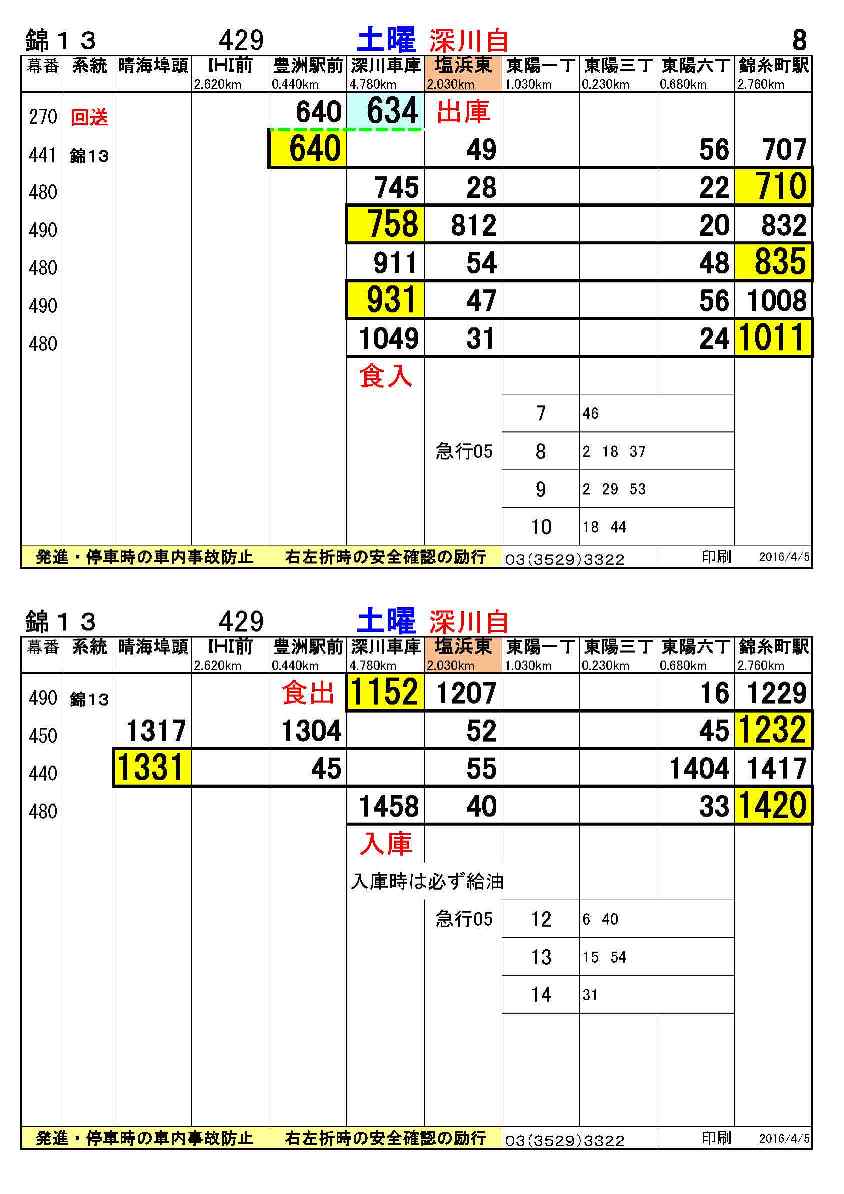 錦13 429 土曜 深川自 8
幕番 系統 晴海埠頭 IHI前 豊洲駅前 深川車庫 塩浜東 東陽一丁 東陽三丁 東陽六丁 錦糸町駅
2.620km 0.440km 4.780km 2.030km 1.030km 0.230km 0.680km 2.760km
270 回送 640 634 出庫
441 錦13 640 49 56 707
480 745 28 22 710
490 758 812 20 832
480 911 54 48 835
490 931 47 56 1008
480 1049 31 24 1011
食入
7 46
急行05 8 2 18 37
9 2 29 53
10 18 44
発進・停車時の車内事故防止 右左折時の安全確認の励行 03(3529)3322 印刷 2016/4/5
錦13 429 土曜 深川自
幕番 系統 晴海埠頭 IHI前 豊洲駅前 深川車庫 塩浜東 東陽一丁 東陽三丁 東陽六丁 錦糸町駅
2.620km 0.440km 4.780km 2.030km 1.030km 0.230km 0.680km 2.760km
490 錦13 食出 1152 1207 16 1229
450 1317 1304 52 45 1232
440 1331 45 55 1404 1417
480 1458 40 33 1420
入庫
入庫時は必ず給油
急行05 12 6 40
13 15 54
14 31
発進・停車時の車内事故防止 右左折時の安全確認の励行 03(3529)3322 印刷 2016/4/5